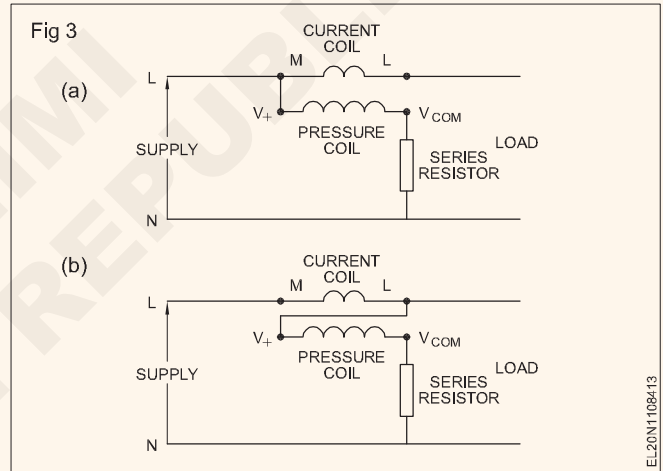 Fig 3
CURRENT
COIL
M
L
L
(a)
V+
VCOM
PRESSURE
COIL
SUPPLY
SERIES
RESISTOR
LOAD
N
(b)
CURRENT
COIL
M
L
L
V+
VCOM
PRESSURE
COIL
SUPPLY
SERIES
RESISTOR
LOAD
N
EL20N1108413